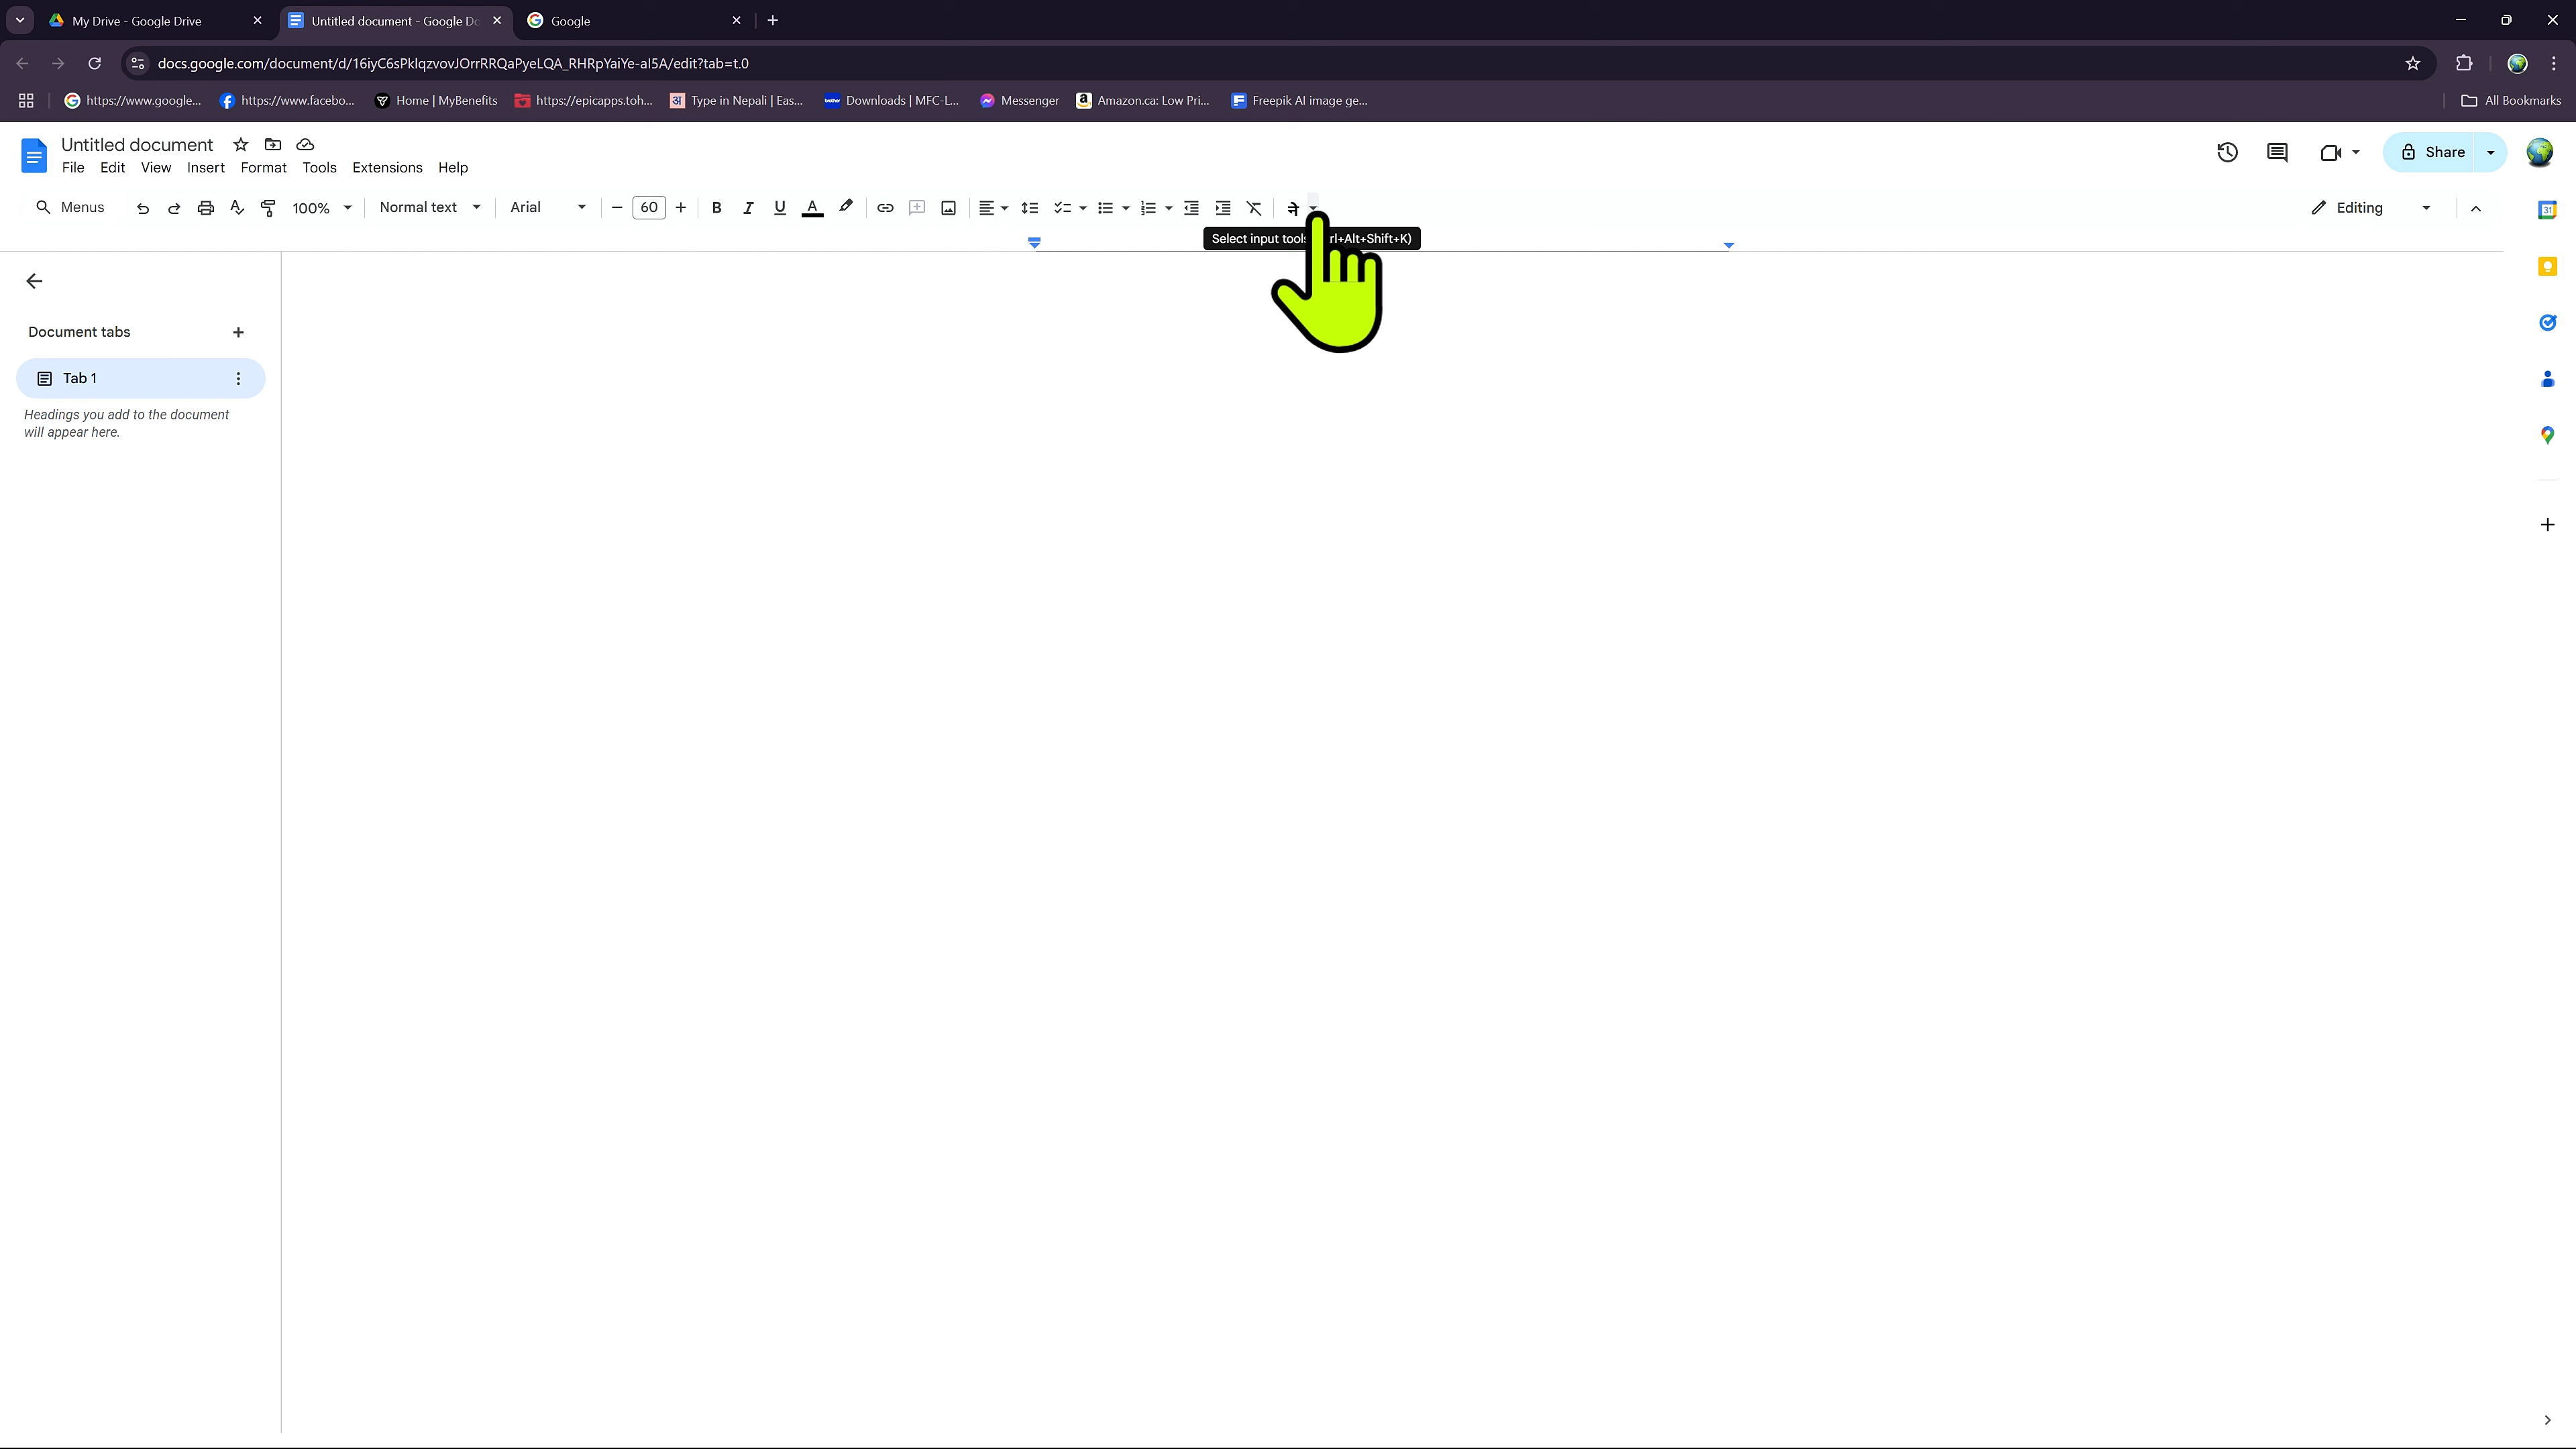 My Drive - Google Drive
Untitled document - Google Do
Google
docs.google.com/document/d/16iyC6sPklqzvovJOrrRRQaPyeLQA_RHRpYaiYe-aI5A/edit?tab=t.0
https://www.google...
https://www.facebo...
Home | MyBenefits
https://epicapps.toh...
अ Type in Nepali | Eas...
brother Downloads | MFC-L...
Messenger
Amazon.ca: Low Pri...
Freepik AI image ge...
All Bookmarks
Untitled document
File Edit View Insert Format Tools Extensions Help
Share
Menus
100%
Normal text
Arial
60
B I U A
ने
Editing
31
Select input tools rl+Alt+Shift+K)
Document tabs
Tab 1
Headings you add to the document
will appear here.